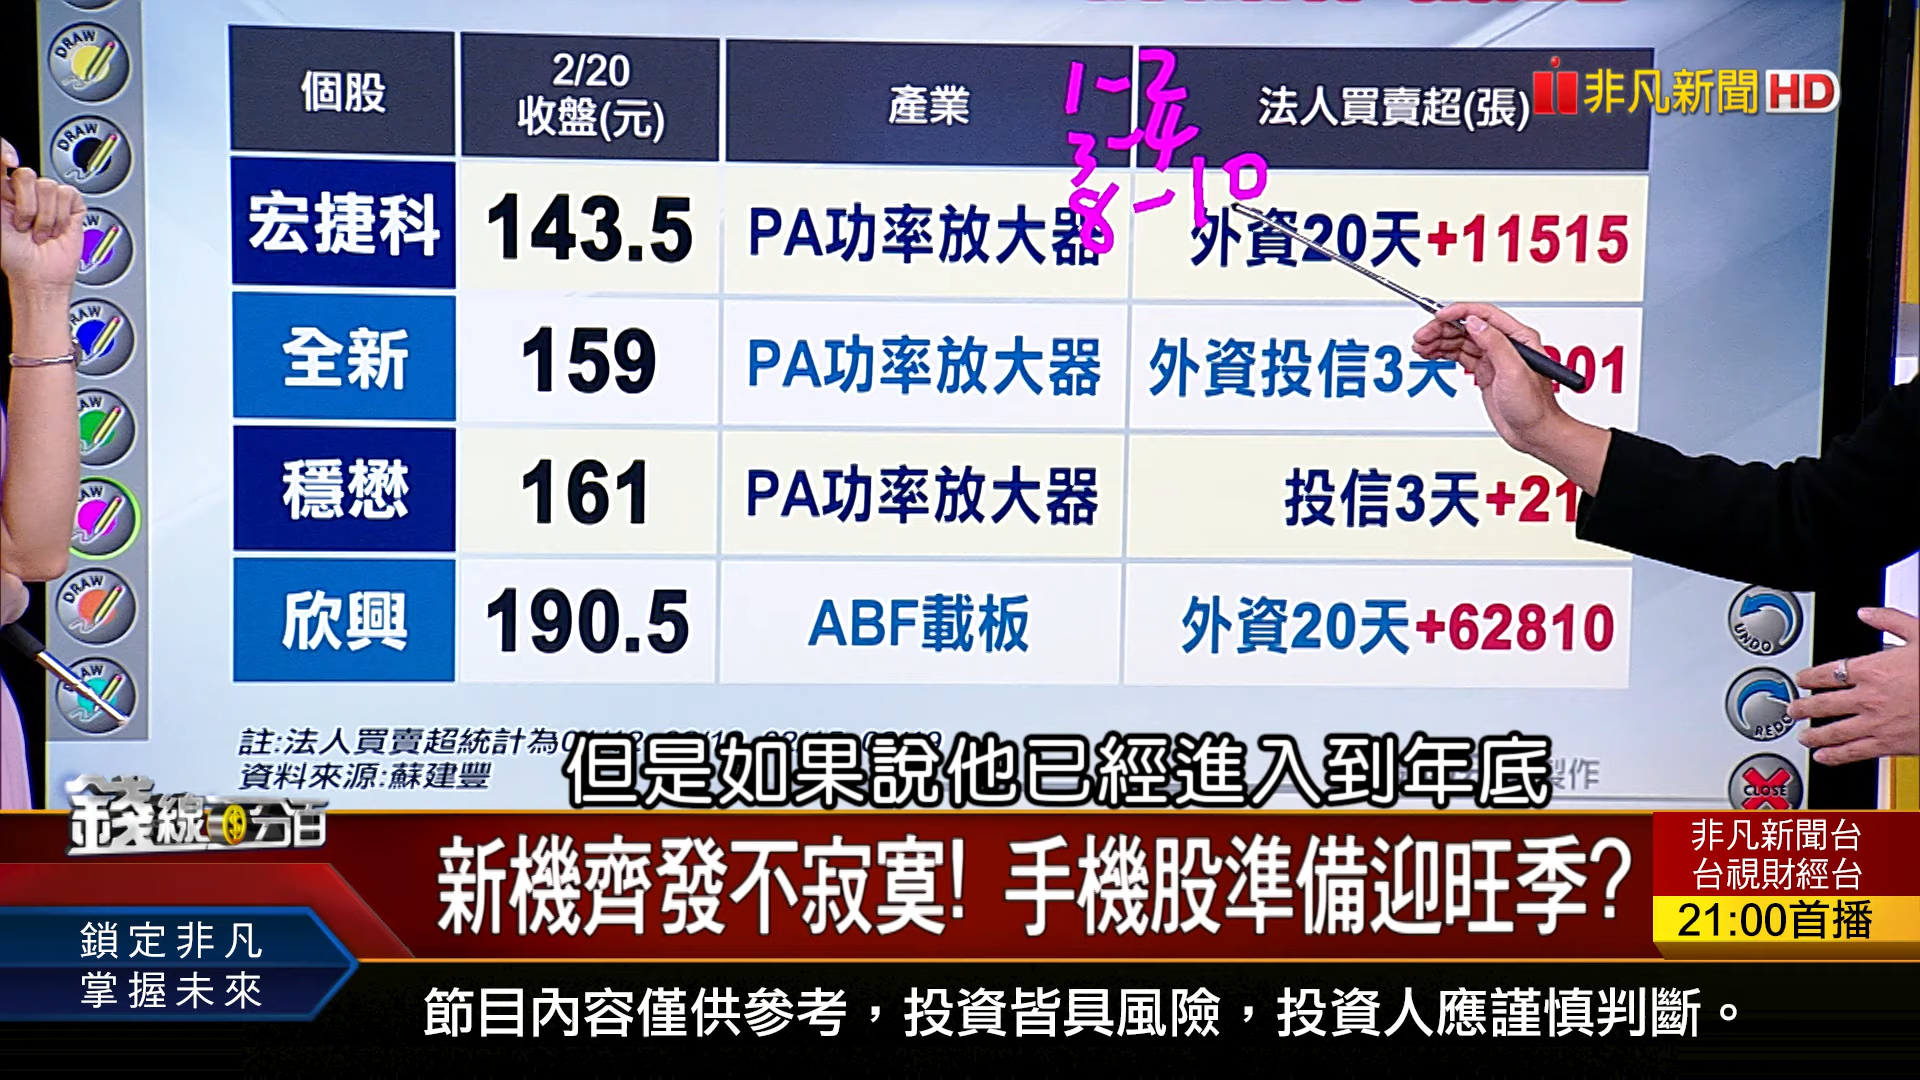 個股
2/20
收盤(元)
產業
法人買賣超(張)
非凡新聞HD
1-2
3-4
8-10
宏捷科 143.5 PA功率放大器 外資20天+11515
全新 159 PA功率放大器 外資投信3天
01
穩懋 161 PA功率放大器 投信3天+21
欣興 190.5 ABF載板 外資20天+62810
註:法人買賣超統計為
資料來源:蘇建豐
製作
DRAW
DRAW
UNDO
REDO
CLOSE
但是如果說他已經進入到年底
錢線百分百
新機齊發不寂寞! 手機股準備迎旺季?
非凡新聞台
台視財經台
21:00首播
鎖定非凡
掌握未來
節目內容僅供參考，投資皆具風險，投資人應謹慎判斷。